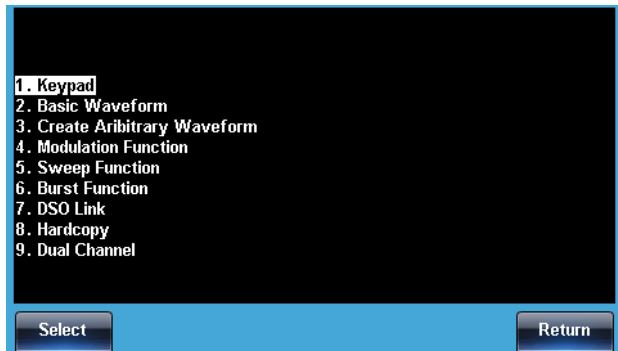 1. Keypad
2. Basic Waveform
3. Create Aribitrary Waveform
4. Modulation Function
5. Sweep Function
6. Burst Function
7. DSO Link
8. Hardcopy
9. Dual Channel
Select
Return